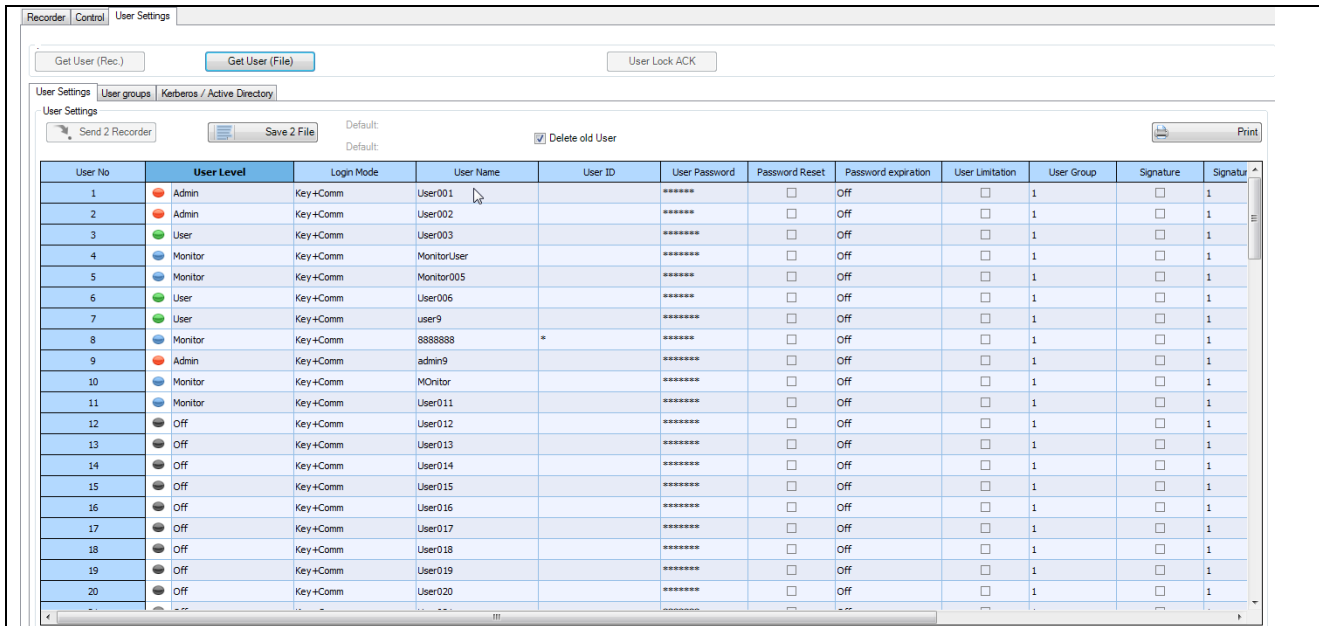 Recorder Control User Settings
Get User (Rec.) Get User (File) User Lock ACK
User Settings User groups Kerberos / Active Directory
User Settings
Send 2 Recorder Save 2 File Default: Delete old User Print
Default:
User No User Level Login Mode User Name User ID User Password Password Reset Password expiration User Limitation User Group Signature Signatur
1 Admin Key+Comm User001 ****** Off 1 1
2 Admin Key+Comm User002 ****** Off 1 1
3 User Key+Comm User003 ******* Off 1 1
4 Monitor Key+Comm MonitorUser ******* Off 1 1
5 Monitor Key+Comm Monitor005 ****** Off 1 1
6 User Key+Comm User006 ****** Off 1 1
7 User Key+Comm user9 ******* Off 1 1
8 Monitor Key+Comm 8888888 * ****** Off 1 1
9 Admin Key+Comm admin9 ******* Off 1 1
10 Monitor Key+Comm MOnitor ******* Off 1 1
11 Monitor Key+Comm User011 ******* Off 1 1
12 Off Key+Comm User012 ******* Off 1 1
13 Off Key+Comm User013 ******* Off 1 1
14 Off Key+Comm User014 ******* Off 1 1
15 Off Key+Comm User015 ******* Off 1 1
16 Off Key+Comm User016 ******* Off 1 1
17 Off Key+Comm User017 ******* Off 1 1
18 Off Key+Comm User018 ******* Off 1 1
19 Off Key+Comm User019 ******* Off 1 1
20 Off Key+Comm User020 ******* Off 1 1